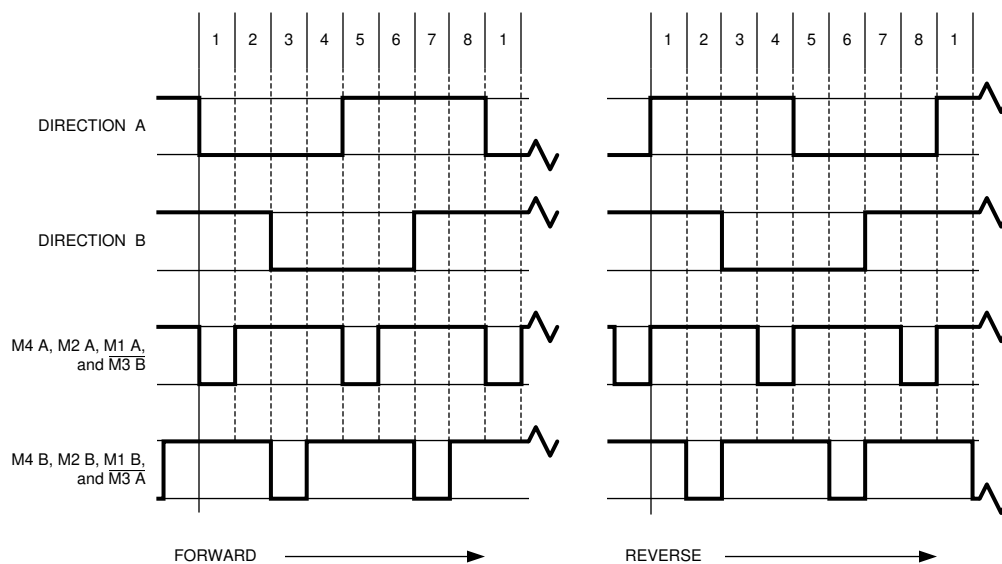 1 2 3 4 5 6 7 8 1 1 2 3 4 5 6 7 8 1
DIRECTION A
DIRECTION B
M4 A, M2 A, M1 A,
and M3 B
M4 B, M2 B, M1 B,
and M3 A
FORWARD REVERSE